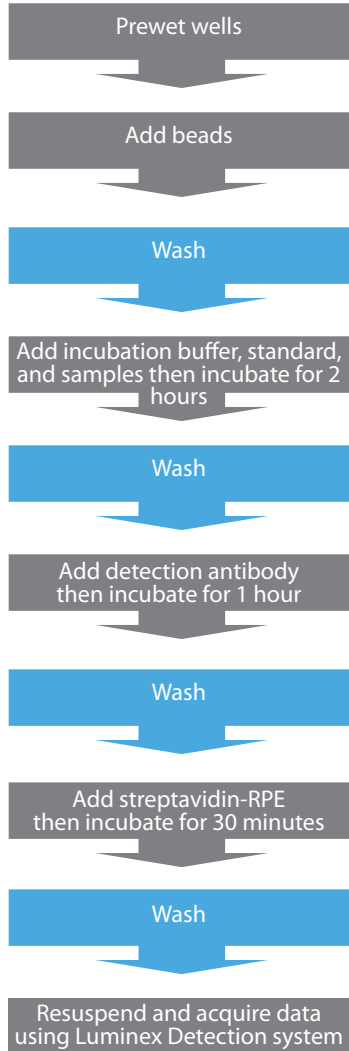 Prewet wells
Add beads
Wash
Add incubation buffer, standard,
and samples then incubate for 2
hours
Wash
Add detection antibody
then incubate for 1 hour
Wash
Add streptavidin-RPE
then incubate for 30 minutes
Wash
Resuspend and acquire data
using Luminex Detection system